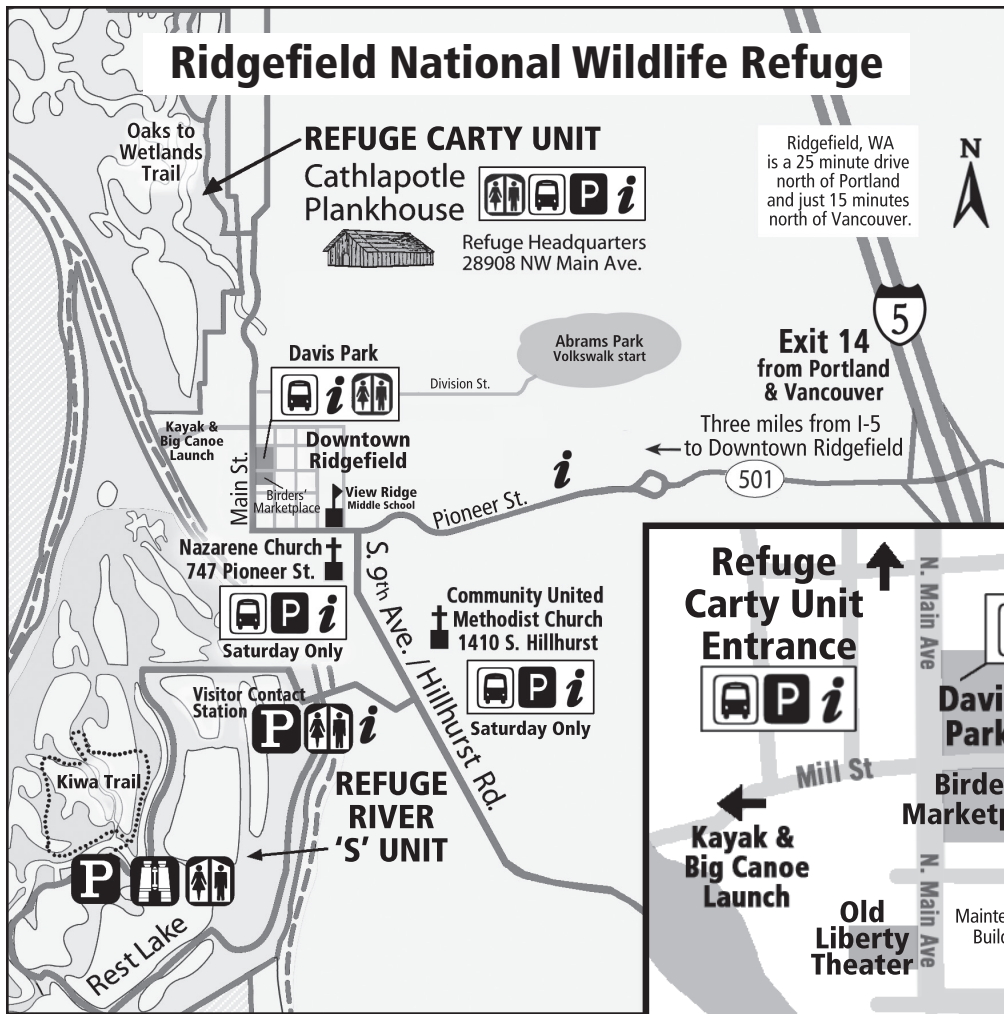 Ridgefield National Wildlife Refuge
Oaks to
Wetlands
Trail
REFUGE CARTY UNIT
Cathlapotle
Plankhouse
P i
Refuge Headquarters
28908 NW Main Ave.
Ridgefield, WA
is a 25 minute drive
north of Portland
and just 15 minutes
north of Vancouver.
N
5
Exit 14
from Portland
& Vancouver
Three miles from I-5
to Downtown Ridgefield
501
Abrams Park
Volkswalk start
Davis Park
i
Division St.
Kayak &
Big Canoe
Launch
Downtown
Ridgefield
Main St.
Birders'
Marketplace
View Ridge
Middle School
i
Pioneer St.
Nazarene Church
747 Pioneer St.
P i
Saturday Only
S. 9th Ave. / Hillhurst Rd.
Community United
Methodist Church
1410 S. Hillhurst
P i
Saturday Only
Visitor Contact
Station
P i
Kiwa Trail
REFUGE
RIVER
'S' UNIT
P
Rest Lake
Refuge
Carty Unit
Entrance
P i
N. Main Ave
Davi
Park
Mill St
Birde
Marketp
Kayak &
Big Canoe
Launch
N. Main Ave
Old
Liberty
Theater
Mainte
Builc